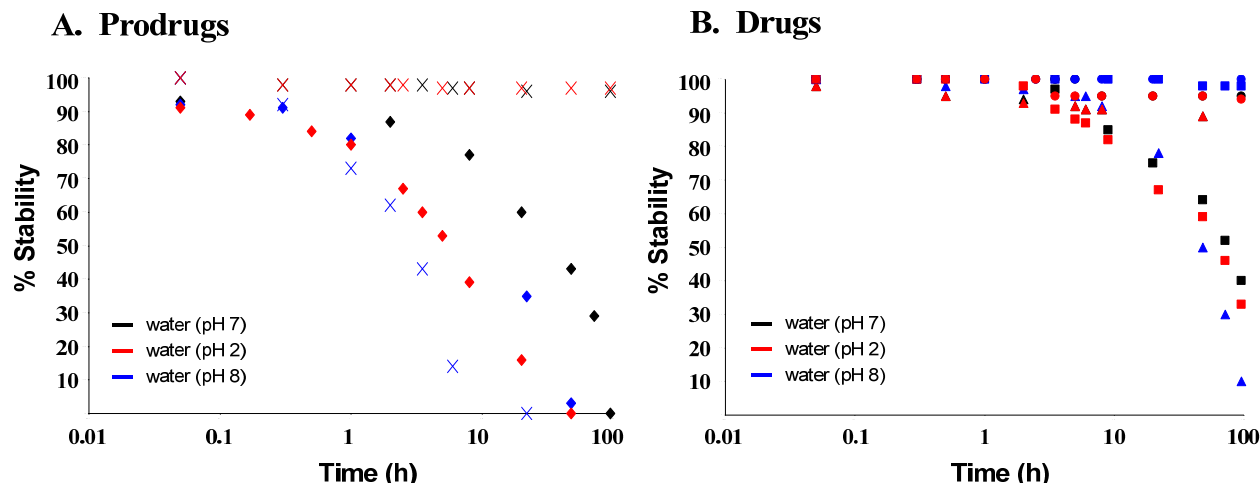 A. Prodrugs
% Stability
100
90
80
70
60
50
40
30
20
10
water (pH 7)
water (pH 2)
water (pH 8)
0.01
0.1
1
10
100
Time (h)
B. Drugs
% Stability
100
90
80
70
60
50
40
30
20
10
water (pH 7)
water (pH 2)
water (pH 8)
0.01
0.1
1
10
100
Time (h)